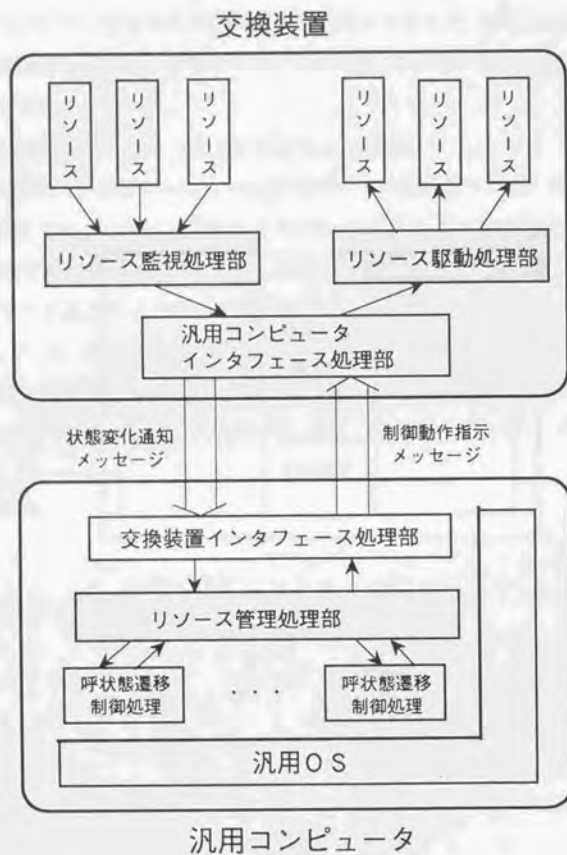 交換装置
リソース
リソース
リソース
リソース
リソース
リソース
リソース監視処理部
リソース駆動処理部
汎用コンピュータ
インタフェース処理部
状態変化通知
メッセージ
制御動作指示
メッセージ
交換装置インタフェース処理部
リソース管理処理部
呼状態遷移
制御処理
・・・
呼状態遷移
制御処理
汎用OS
汎用コンピュータ